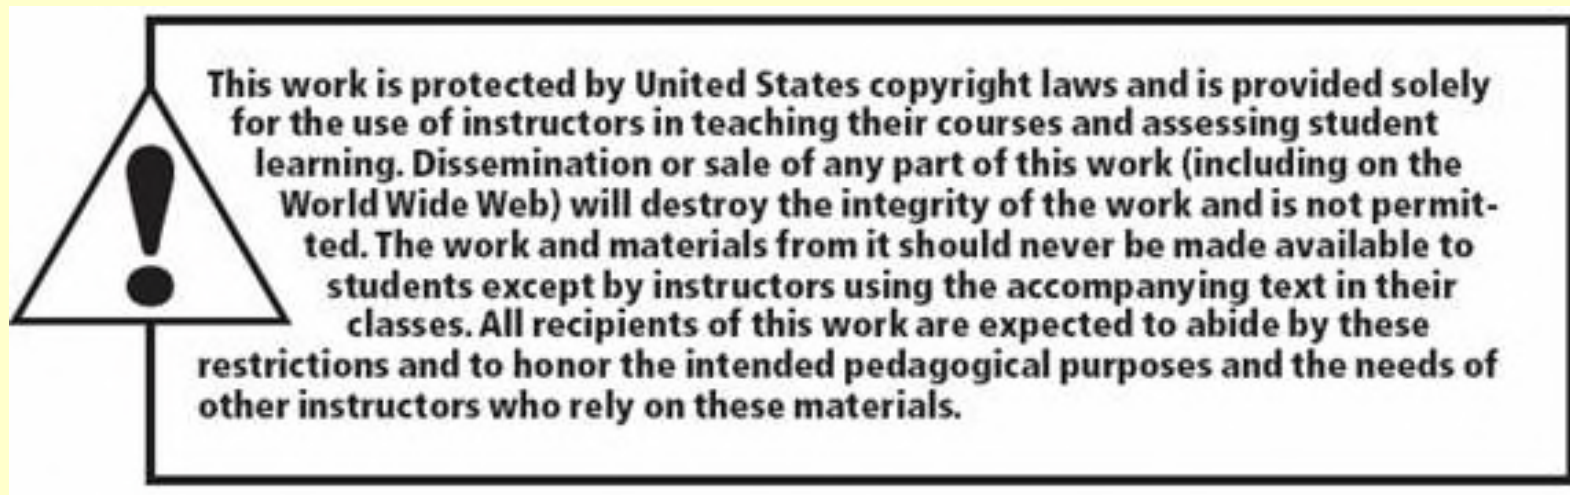 This work is protected by United States copyright laws and is provided solely
for the use of instructors in teaching their courses and assessing student
learning. Dissemination or sale of any part of this work (including on the
World Wide Web) will destroy the integrity of the work and is not permit-
ted. The work and materials from it should never be made available to
students except by instructors using the accompanying text in their
classes. All recipients of this work are expected to abide by these
restrictions and to honor the intended pedagogical purposes and the needs of
other instructors who rely on these materials.